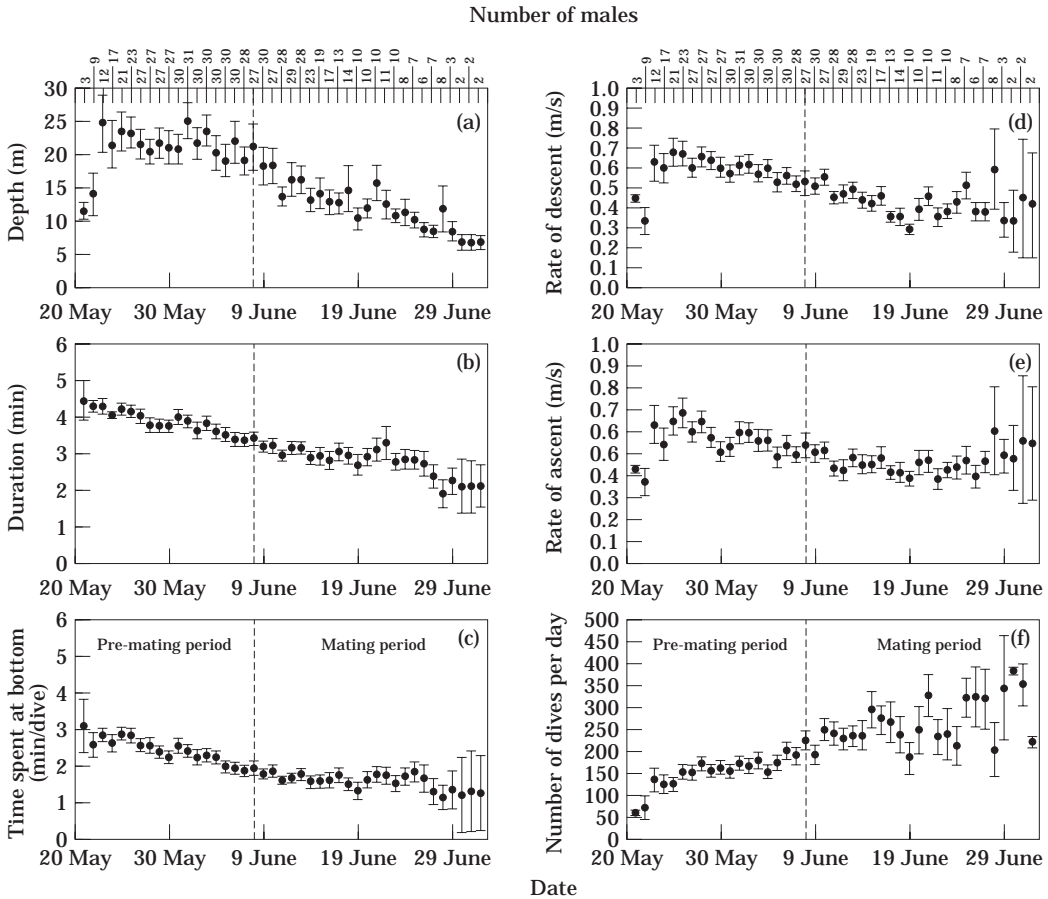 Number of males
3 9 12 17 21 23 27 27 27 27 30 31 30 30 30 30 30 28 27 27 28 28 29 28 23 19 17 13 14 10 10 10 11 10 8 7 6 7 8 3 2 2 2
30
25
20
15
10
5
0
Depth (m)
(a)
20 May 30 May 9 June 19 June 29 June
3 9 12 17 21 23 27 27 27 27 30 31 30 30 30 30 30 28 27 27 28 28 29 28 23 19 17 13 14 10 10 10 11 10 8 7 6 7 8 3 2 2 2
1.0
0.9
0.8
0.7
0.6
0.5
0.4
0.3
0.2
0.1
0.0
Rate of descent (m/s)
(d)
20 May 30 May 9 June 19 June 29 June
6
5
4
3
2
1
0
Duration (min)
(b)
20 May 30 May 9 June 19 June 29 June
1.0
0.9
0.8
0.7
0.6
0.5
0.4
0.3
0.2
0.1
0.0
Rate of ascent (m/s)
(e)
20 May 30 May 9 June 19 June 29 June
6
5
4
3
2
1
0
Time spent at bottom
(min/dive)
Pre-mating period
Mating period
(c)
20 May 30 May 9 June 19 June 29 June
500
450
400
350
300
250
200
150
100
50
0
Number of dives per day
Pre-mating period
Mating period
(f)
20 May 30 May 9 June 19 June 29 June
Date